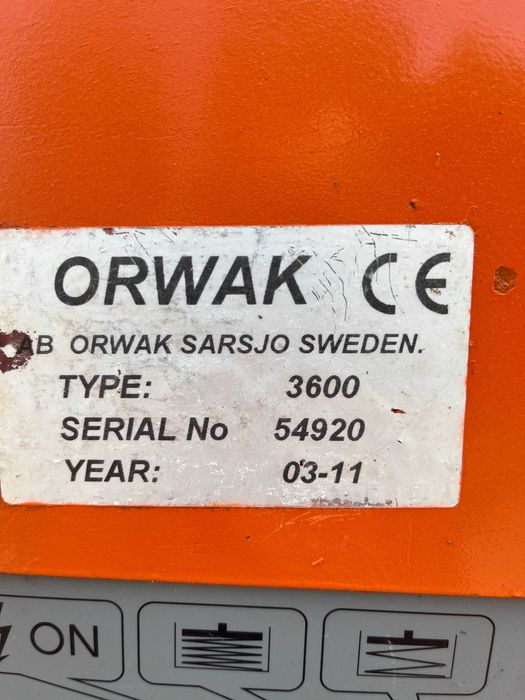 ORWAK CE
AB ORWAK SARSJO SWEDEN.
TYPE: 3600
SERIAL No 54920
YEAR: 03-11
ON